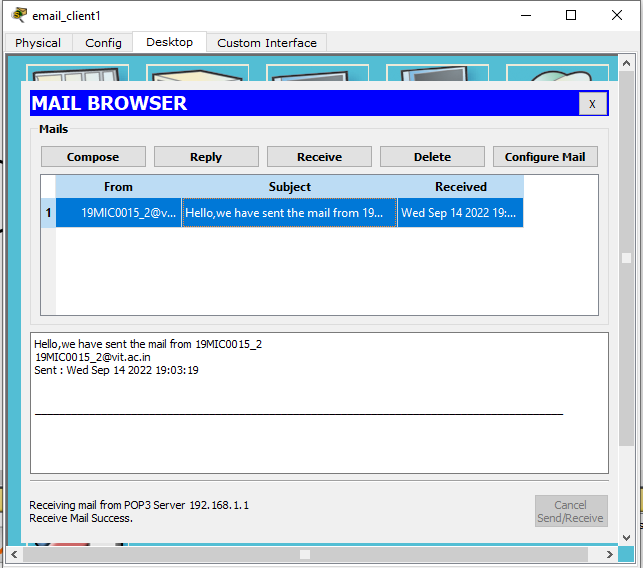 email_client1
Physical Config Desktop Custom Interface
MAIL BROWSER X
Mails
Compose Reply Receive Delete Configure Mail
From Subject Received
1 19MIC0015_2@v... Hello,we have sent the mail from 19... Wed Sep 14 2022 19:...
Hello,we have sent the mail from 19MIC0015_2
19MIC0015_2@vit.ac.in
Sent : Wed Sep 14 2022 19:03:19
Receiving mail from POP3 Server 192.168.1.1
Receive Mail Success.
Cancel
Send/Receive